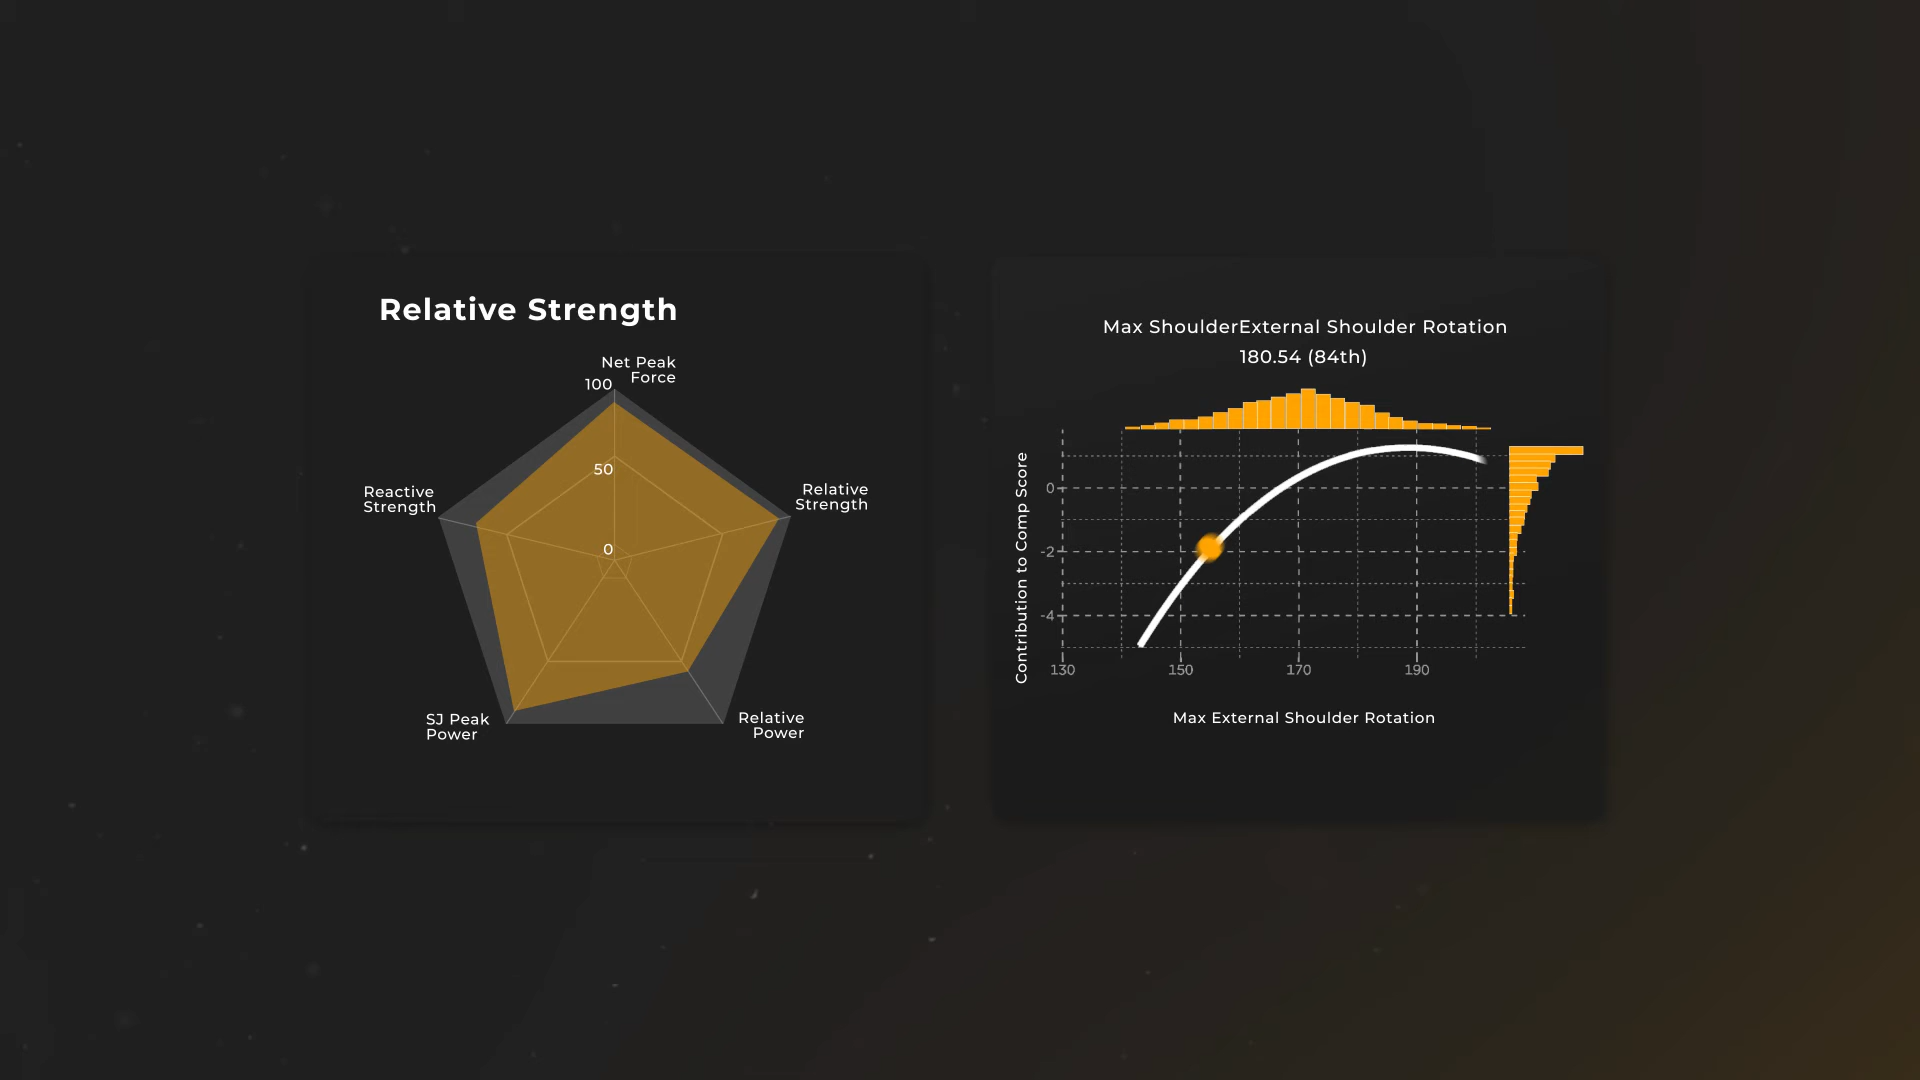 Relative Strength
Net Peak
Force
100
50
0
Reactive
Strength
Relative
Strength
SJ Peak
Power
Relative
Power
Max ShoulderExternal Shoulder Rotation
180.54 (84th)
Contribution to Comp Score
0
-2
-4
130
150
170
190
Max External Shoulder Rotation